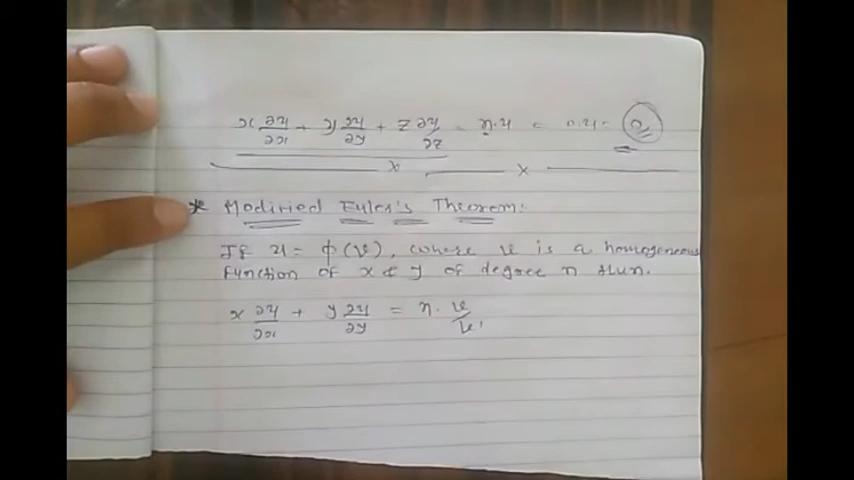 x ∂u/∂x + y ∂u/∂y + z ∂u/∂z = n.u = 0.u = 0
* Modified Euler's Theorem:
If u = φ(v), where v is a homogeneous
function of x & y of degree n then.
x ∂u/∂x + y ∂u/∂y = n. v/v'